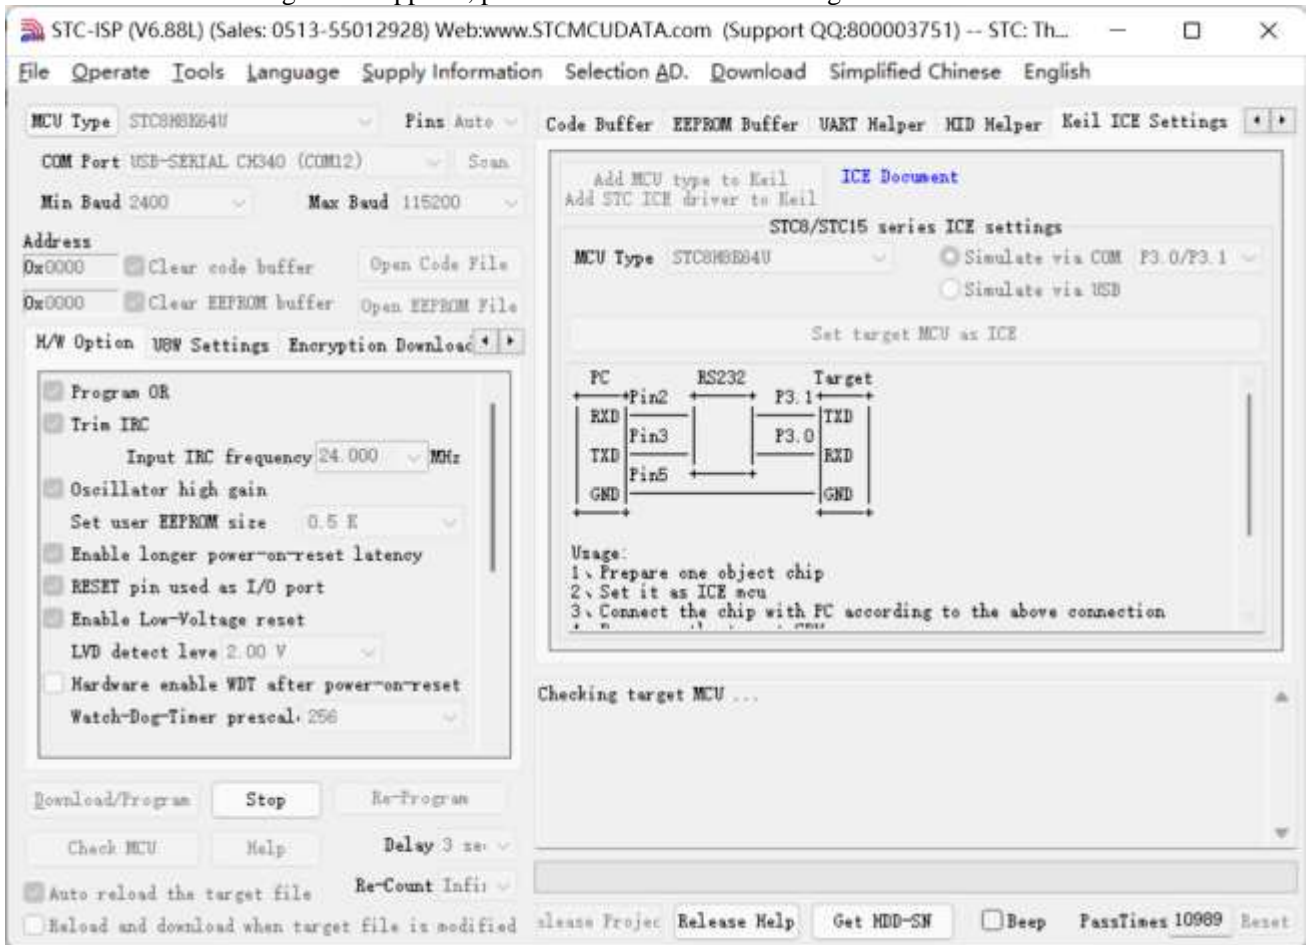 STC-ISP (V6.88L) (Sales: 0513-55012928) Web:www.STCMCUDATA.com (Support QQ:800003751) -- STC: Th...
File Operate Tools Language Supply Information Selection AD. Download Simplified Chinese English
MCU Type STC8H8K64U Pins Auto
COM Port USB-SERIAL CH340 (COM12) Scan
Min Baud 2400 Max Baud 115200
Address
0x0000 Clear code buffer Open Code File
0x0000 Clear EEPROM buffer Open EEPROM File
H/W Option U8W Settings Encryption Download
Program OK
Trim IRC
Input IRC frequency 24.000 MHz
Oscillator high gain
Set user EEPROM size 0.5 K
Enable longer power-on-reset latency
RESET pin used as I/O port
Enable Low-Voltage reset
LVD detect leve 2.00 V
Hardware enable WDT after power-on-reset
Watch-Dog-Timer prescal 256
Download/Program Stop Re-Program
Check MCU Help Delay 3 se
Auto reload the target file Re-Count Infi
Reload and download when target file is modified
Code Buffer EEPROM Buffer UART Helper HID Helper Keil ICE Settings
Add MCU type to Keil
Add STC ICE driver to Keil
ICE Document
STC8/STC15 series ICE settings
MCU Type STC8H8K64U Simulate via COM P3.0/P3.1
Simulate via USB
Set target MCU as ICE
PC RS232 Target
Pin2 P3.1
RXD TXD
Pin3 P3.0
TXD RXD
Pin5
GND GND
Usage:
1、Prepare one object chip
2、Set it as ICE mcu
3、Connect the chip with PC according to the above connection
Checking target MCU ...
elease Projec Release Help Get HDD-SN Beep PassTimes 10989 Reset